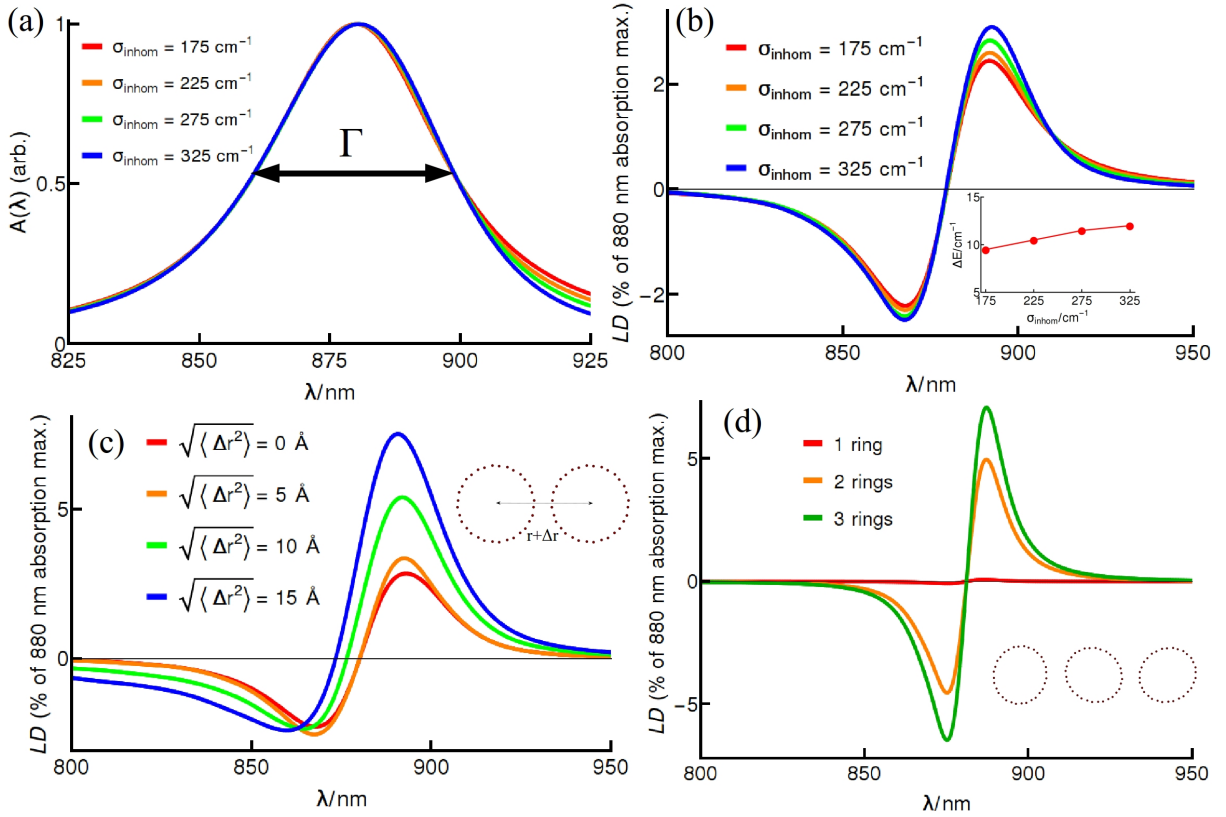 (a)
1
σinhom = 175 cm⁻¹
σinhom = 225 cm⁻¹
σinhom = 275 cm⁻¹
σinhom = 325 cm⁻¹
Γ
0.5
0
A(λ) (arb.)
825 850 875 900 925
λ/nm
(b)
σinhom = 175 cm⁻¹
σinhom = 225 cm⁻¹
σinhom = 275 cm⁻¹
σinhom = 325 cm⁻¹
2
0
−2
LD (% of 880 nm absorption max.)
15
10
5
ΔE/cm⁻¹
175 225 275 325
σinhom/cm⁻¹
800 850 900 950
λ/nm
(c)
√⟨Δr²⟩ = 0 Å
√⟨Δr²⟩ = 5 Å
√⟨Δr²⟩ = 10 Å
√⟨Δr²⟩ = 15 Å
r+Δr
5
0
LD (% of 880 nm absorption max.)
800 850 900 950
λ/nm
(d)
1 ring
2 rings
3 rings
5
0
−5
LD (% of 880 nm absorption max.)
800 850 900 950
λ/nm